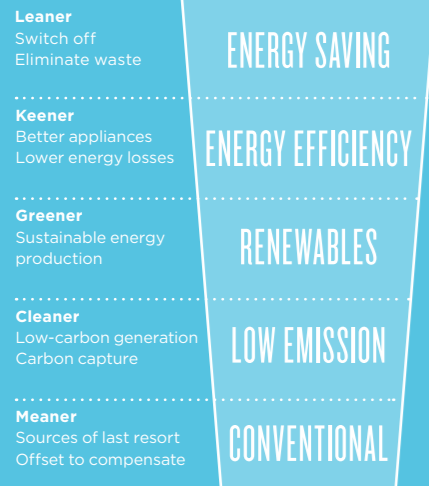 Leaner
Switch off
Eliminate waste
ENERGY SAVING
Keener
Better appliances
Lower energy losses
ENERGY EFFICIENCY
Greener
Sustainable energy
production
RENEWABLES
Cleaner
Low-carbon generation
Carbon capture
LOW EMISSION
Meaner
Sources of last resort
Offset to compensate
CONVENTIONAL